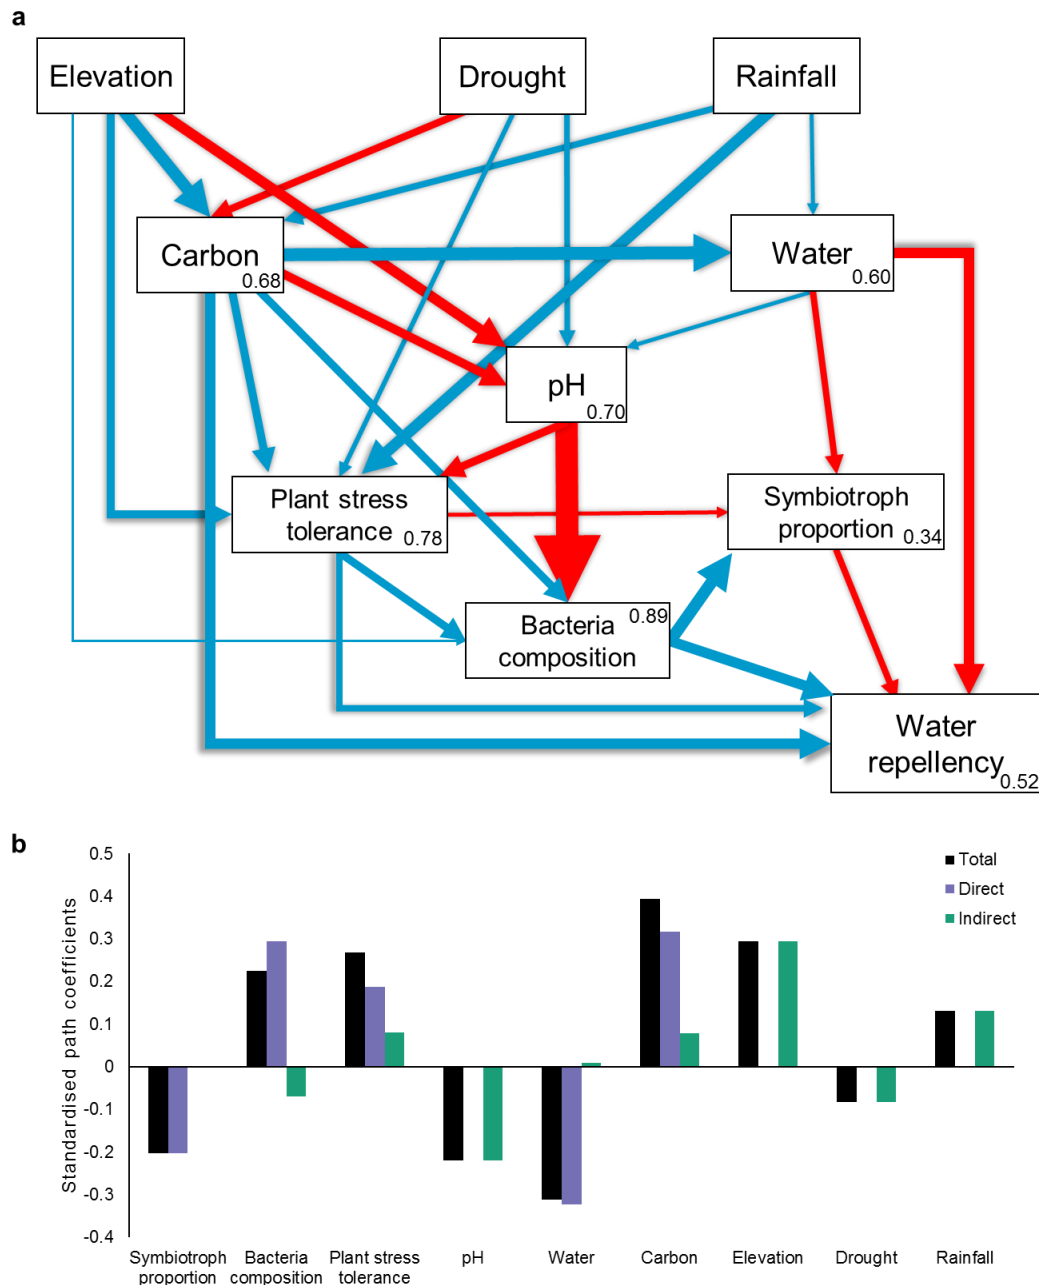 a
Elevation
Drought
Rainfall
Carbon
0.68
Water
0.60
pH
0.70
Plant stress
tolerance
0.78
Symbiotroph
proportion
0.34
Bacteria
composition
0.89
Water
repellency
0.52
b
Standardised path coefficients
0.5
0.4
0.3
0.2
0.1
0
-0.1
-0.2
-0.3
-0.4
Total
Direct
Indirect
Symbiotroph
proportion
Bacteria
composition
Plant stress
tolerance
pH
Water
Carbon
Elevation
Drought
Rainfall